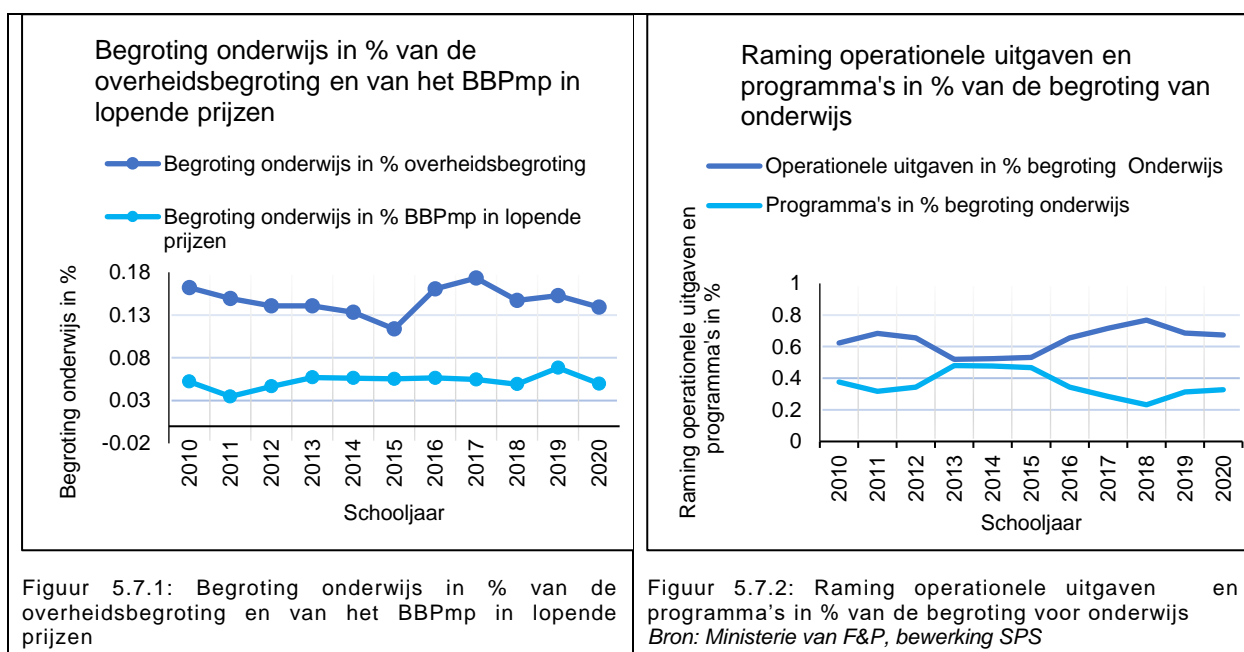 Begroting onderwijs in % van de
overheidsbegroting en van het BBPmp in
lopende prijzen
Begroting onderwijs in % overheidsbegroting
Begroting onderwijs in % BBPmp in lopende
prijzen
Begroting onderwijs in %
0.18
0.13
0.08
0.03
-0.02
2010
2011
2012
2013
2014
2015
2016
2017
2018
2019
2020
Schooljaar
Figuur 5.7.1: Begroting onderwijs in % van de
overheidsbegroting en van het BBPmp in lopende
prijzen
Raming operationele uitgaven en
programma's in % van de begroting van
onderwijs
Operationele uitgaven in % begroting Onderwijs
Programma's in % begroting onderwijs
Raming operationele uitgaven en
programma's in %
1
0.8
0.6
0.4
0.2
0
2010
2011
2012
2013
2014
2015
2016
2017
2018
2019
2020
Schooljaar
Figuur 5.7.2: Raming operationele uitgaven en
programma's in % van de begroting voor onderwijs
Bron: Ministerie van F&P, bewerking SPS